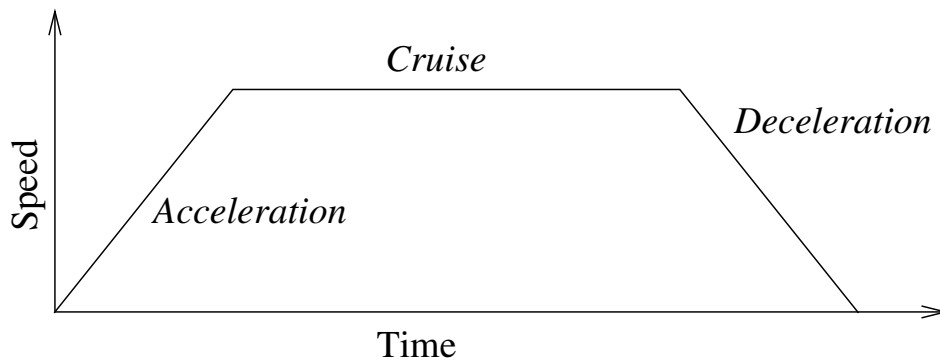 Cruise
Deceleration
Speed
Acceleration
Time